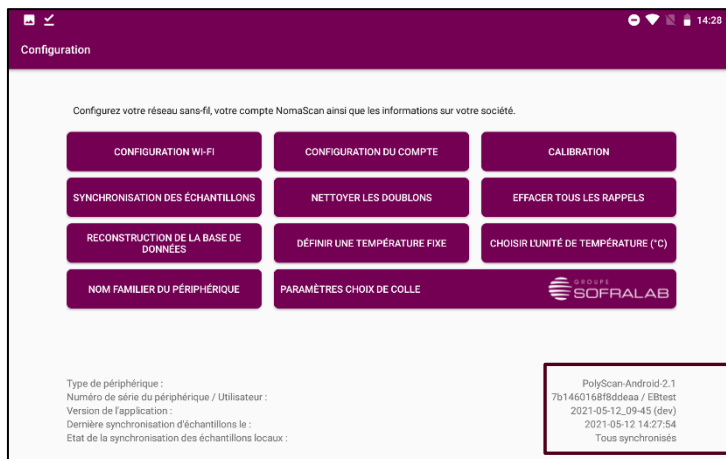 14:28
Configuration
Configurez votre réseau sans-fil, votre compte NomaScan ainsi que les informations sur votre société.
CONFIGURATION WI-FI
CONFIGURATION DU COMPTE
CALIBRATION
SYNCHRONISATION DES ÉCHANTILLONS
NETTOYER LES DOUBLONS
EFFACER TOUS LES RAPPELS
RECONSTRUCTION DE LA BASE DE
DONNÉES
DÉFINIR UNE TEMPÉRATURE FIXE
CHOISIR L'UNITÉ DE TEMPÉRATURE (°C)
NOM FAMILIER DU PÉRIPHÉRIQUE
PARAMÈTRES CHOIX DE COLLE
GROUPE
SOFRALAB
Type de périphérique : PolyScan-Android-2.1
Numéro de série du périphérique / Utilisateur : 7b1460168f8ddeaa / EBtest
Version de l'application : 2021-05-12_09-45 (dev)
Dernière synchronisation d'échantillons le : 2021-05-12 14:27:54
Etat de la synchronisation des échantillons locaux : Tous synchronisés